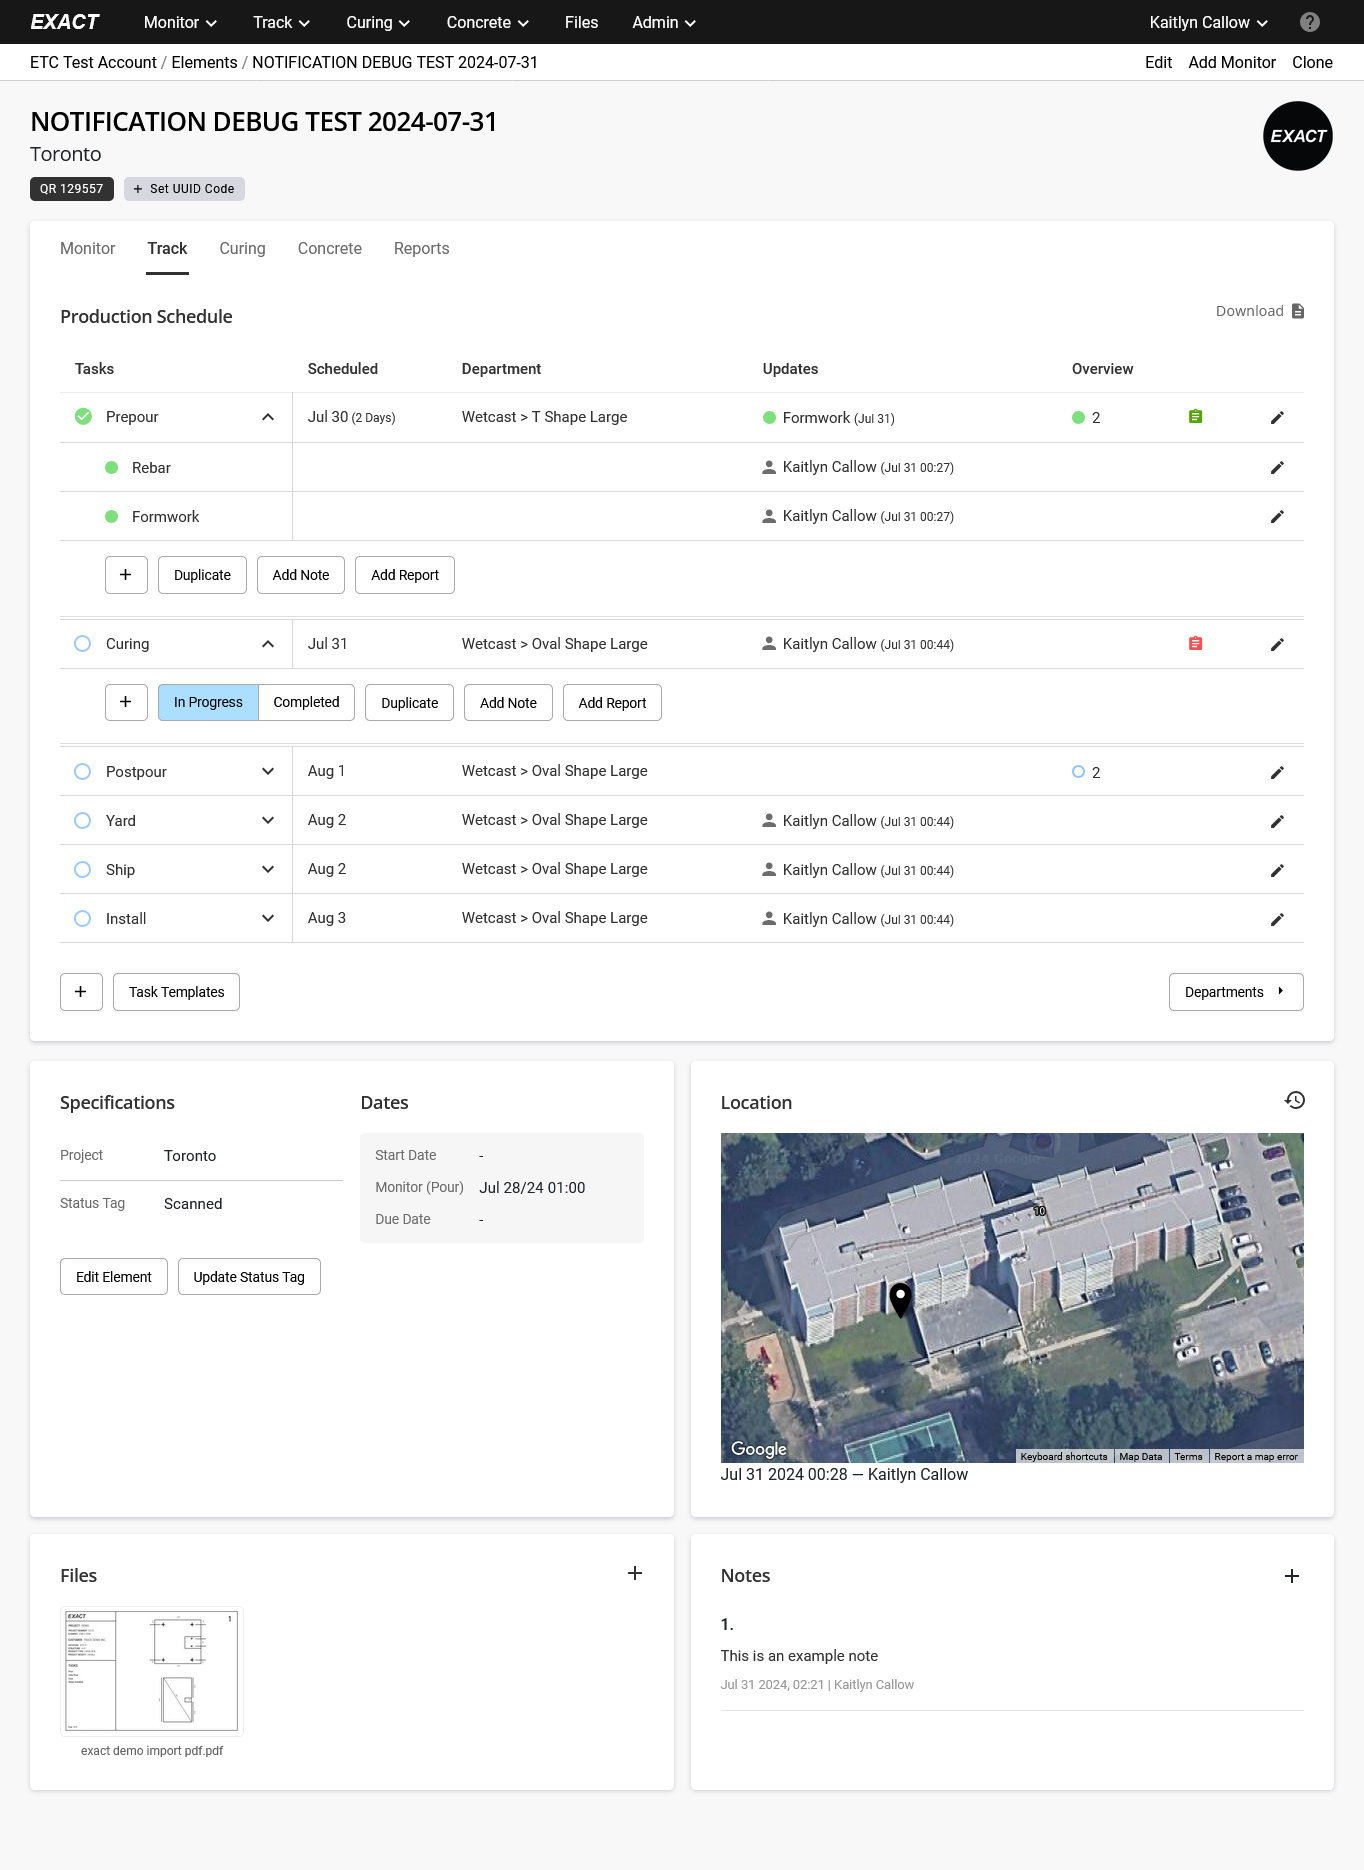 EXACT Monitor Track Curing Concrete Files Admin Kaitlyn Callow ?
ETC Test Account / Elements / NOTIFICATION DEBUG TEST 2024-07-31 Edit Add Monitor Clone
NOTIFICATION DEBUG TEST 2024-07-31
Toronto
EXACT
QR 129557 + Set UUID Code
Monitor Track Curing Concrete Reports
Production Schedule Download
Tasks Scheduled Department Updates Overview
Prepour Jul 30 (2 Days) Wetcast > T Shape Large Formwork (Jul 31) 2
Rebar Kaitlyn Callow (Jul 31 00:27)
Formwork Kaitlyn Callow (Jul 31 00:27)
+ Duplicate Add Note Add Report
Curing Jul 31 Wetcast > Oval Shape Large Kaitlyn Callow (Jul 31 00:44)
+ In Progress Completed Duplicate Add Note Add Report
Postpour Aug 1 Wetcast > Oval Shape Large 2
Yard Aug 2 Wetcast > Oval Shape Large Kaitlyn Callow (Jul 31 00:44)
Ship Aug 2 Wetcast > Oval Shape Large Kaitlyn Callow (Jul 31 00:44)
Install Aug 3 Wetcast > Oval Shape Large Kaitlyn Callow (Jul 31 00:44)
+ Task Templates Departments
Specifications
Project Toronto
Status Tag Scanned
Edit Element Update Status Tag
Dates
Start Date -
Monitor (Pour) Jul 28/24 01:00
Due Date -
Location
2024 Google
10
Google
Keyboard shortcuts Map Data Terms Report a map error
Jul 31 2024 00:28 — Kaitlyn Callow
Files +
EXACT
1
exact demo import pdf.pdf
Notes +
1.
This is an example note
Jul 31 2024, 02:21 | Kaitlyn Callow